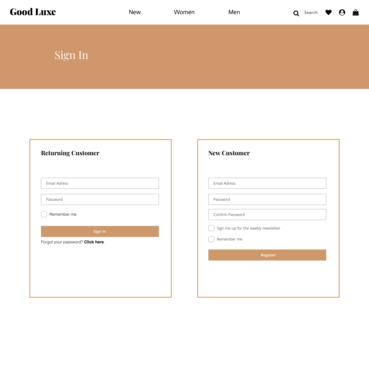 Good Luxe
New
Women
Men
Search
Sign In
Returning Customer
Email Adress
Password
Remember me
Sign In
Forgot your password? Click here
New Customer
Email Adress
Password
Confirm Password
Sign me up for the weekly newsletter
Remember me
Register